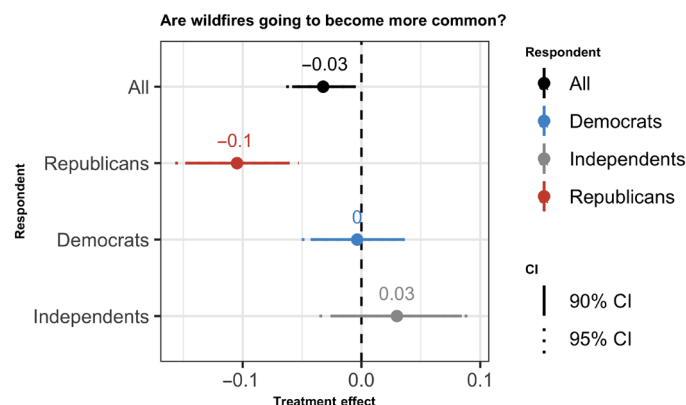 Are wildfires going to become more common?
Respondent
All
Republicans
Democrats
Independents
−0.03
−0.1
0
0.03
−0.1
0.0
0.1
Treatment effect
Respondent
All
Democrats
Independents
Republicans
CI
90% CI
95% CI